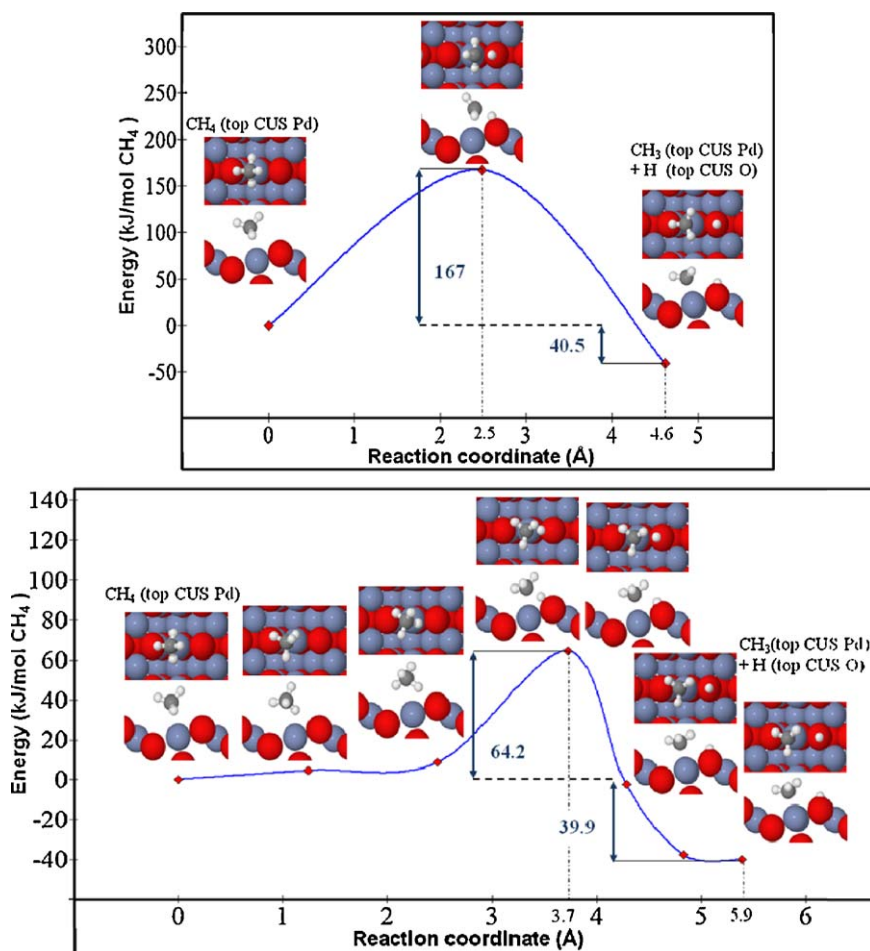 300
250
200
150
100
50
0
-50
Energy (kJ/mol CH4)
CH4 (top CUS Pd)
CH3 (top CUS Pd)
+ H (top CUS O)
167
40.5
0 1 2 2.5 3 4 4.6 5
Reaction coordinate (Å)
140
120
100
80
60
40
20
0
-20
-40
Energy (kJ/mol CH4)
CH4 (top CUS Pd)
CH3(top CUS Pd)
+ H (top CUS O)
64.2
39.9
0 1 2 3 3.7 4 5 5.9 6
Reaction coordinate (Å)